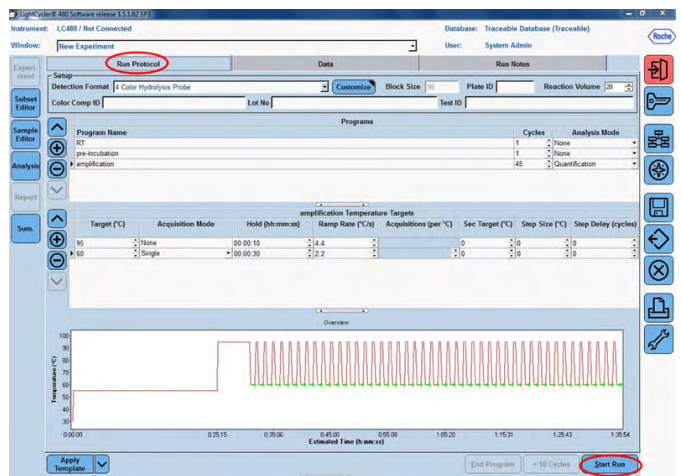 LightCycler® 480 Software release 1.5.1.62 SP3
Instrument: LC480 / Not Connected
Database: Traceable Database (Traceable)
Window: New Experiment
User: System Admin
Roche
Run Protocol
Data
Run Notes
Experi-
ment
Subset
Editor
Sample
Editor
Analysis
Report
Sum.
Setup
Detection Format 4 Color Hydrolysis Probe Customize Block Size 96 Plate ID Reaction Volume 20
Color Comp ID Lot No Test ID
Programs
Program Name Cycles Analysis Mode
RT 1 None
pre-incubation 1 None
amplification 45 Quantification
amplification Temperature Targets
Target (°C) Acquisition Mode Hold (hh:mm:ss) Ramp Rate (°C/s) Acquisitions (per °C) Sec Target (°C) Step Size (°C) Step Delay (cycles)
95 None 00:00:10 4.4 0 0 0
60 Single 00:00:30 2.2 0 0 0
Overview
Temperature (°C)
100
90
80
70
60
50
40
30
0:00:00 0:25:15 0:35:06 0:45:00 0:55:08 1:05:20 1:15:31 1:25:43 1:35:54
Estimated Time (h:mm:ss)
Apply
Template
End Program
+ 10 Cycles
Start Run